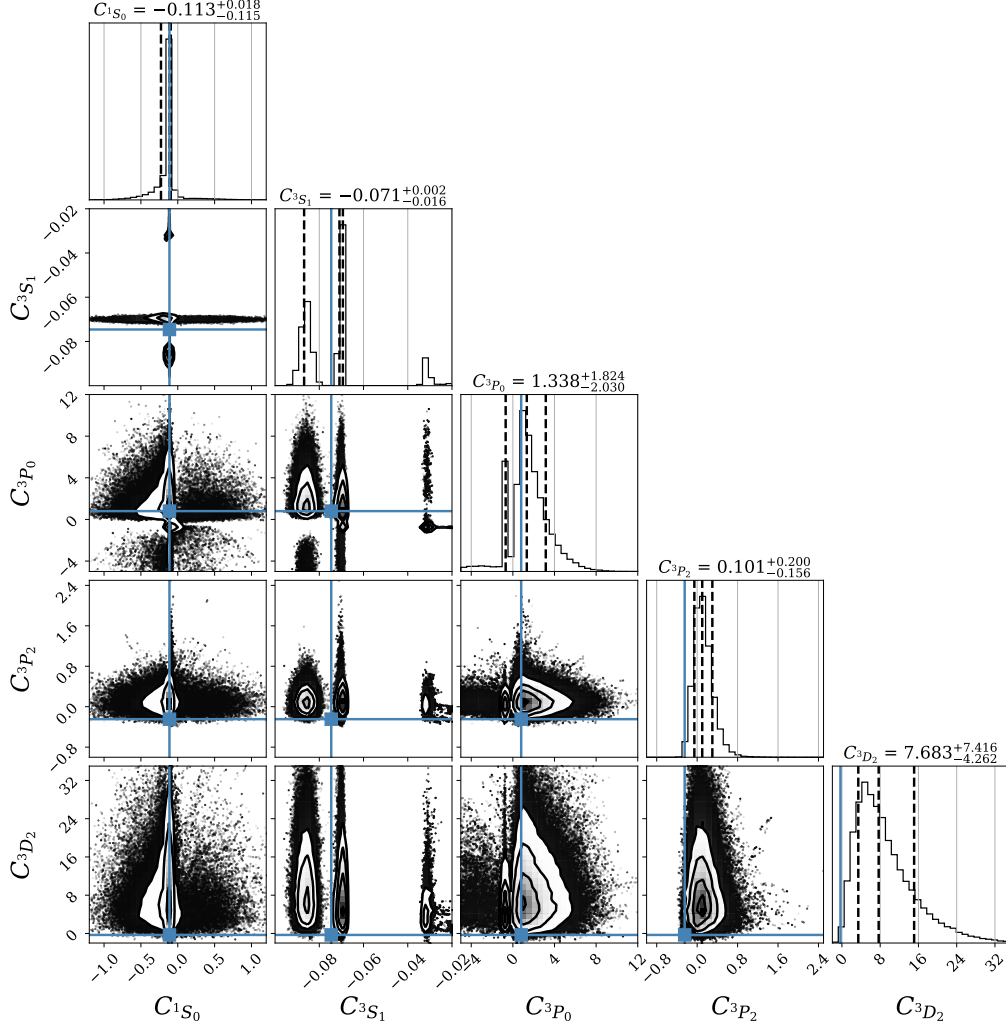 C¹S₀ = −0.113 +0.018 −0.115
C³S₁ = −0.071 +0.002 −0.016
−0.02
−0.04
−0.06
−0.08
C³S₁
C³P₀ = 1.338 +1.824 −2.030
12
8
4
0
−4
C³P₀
C³P₂ = 0.101 +0.200 −0.156
2.4
1.6
0.8
0.0
−0.8
C³P₂
C³D₂ = 7.683 +7.416 −4.262
32
24
16
8
0
C³D₂
−1.0 −0.5 0.0 0.5 1.0
−0.08 −0.06 −0.04 −0.02
−4 0 4 8 12
−0.8 0.0 0.8 1.6 2.4
0 8 16 24 32
C¹S₀ C³S₁ C³P₀ C³P₂ C³D₂